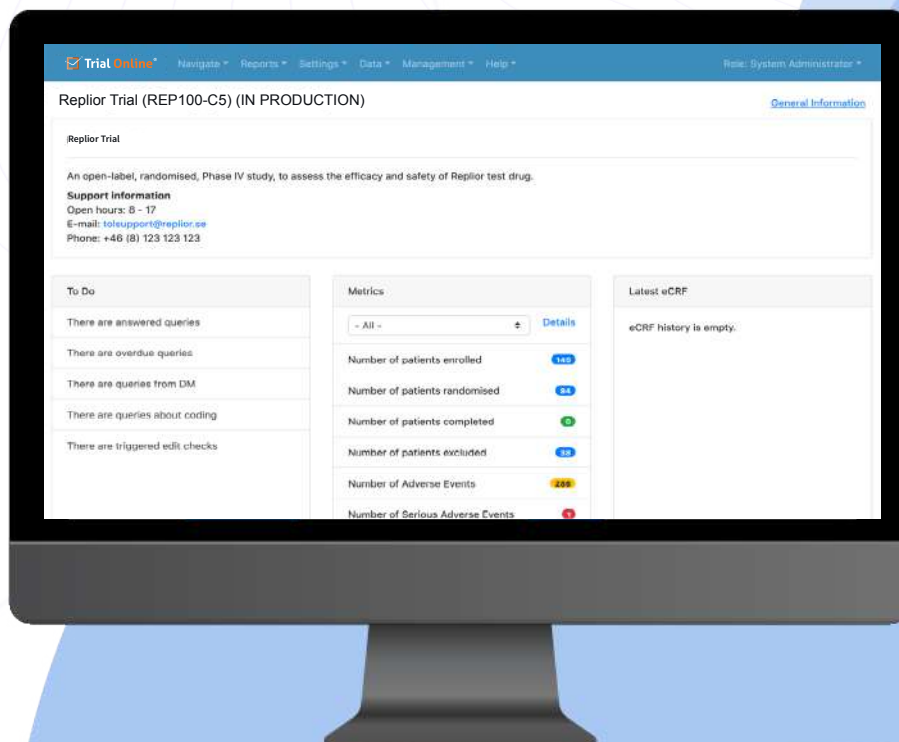 Trial Online®
Navigate Reports Settings Data Management Help
Role: System Administrator
Replior Trial (REP100-C5) (IN PRODUCTION)
General Information
Replior Trial
An open-label, randomised, Phase IV study, to assess the efficacy and safety of Replior test drug.
Support information
Open hours: 8 - 17
E-mail: tolsupport@replior.se
Phone: +46 (8) 123 123 123
To Do
There are answered queries
There are overdue queries
There are queries from DM
There are queries about coding
There are triggered edit checks
Metrics
- All -
Details
Number of patients enrolled
Number of patients randomised
Number of patients completed 0
Number of patients excluded
Number of Adverse Events
Number of Serious Adverse Events 1
Latest eCRF
eCRF history is empty.